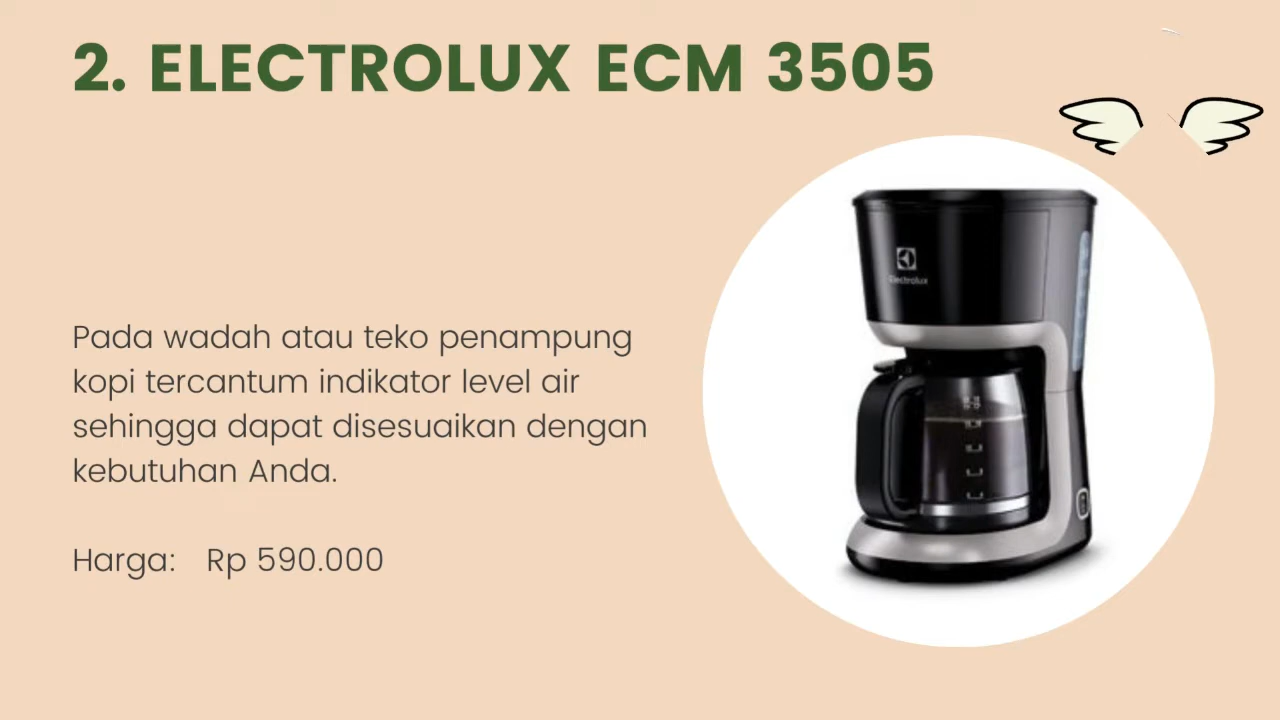 2. ELECTROLUX ECM 3505
Electrolux
Pada wadah atau teko penampung
kopi tercantum indikator level air
sehingga dapat disesuaikan dengan
kebutuhan Anda.
Harga: Rp 590.000